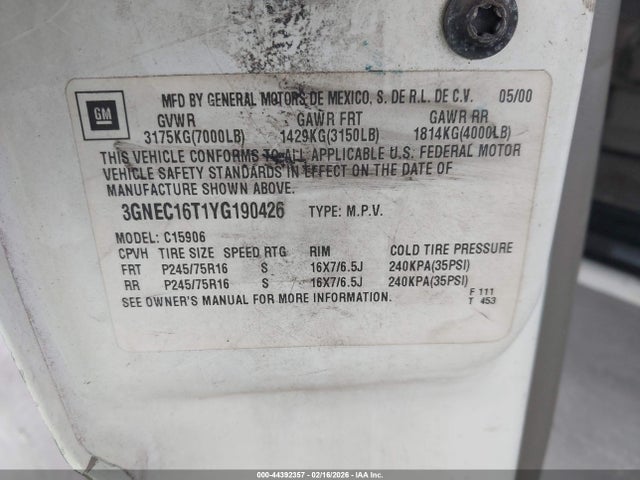 GM
MFD BY GENERAL MOTORS DE MEXICO, S. DE R.L. DE C.V. 05/00
GVWR GAWR FRT GAWR RR
3175KG(7000LB) 1429KG(3150LB) 1814KG(4000LB)
THIS VEHICLE CONFORMS TO ALL APPLICABLE U.S. FEDERAL MOTOR
VEHICLE SAFETY STANDARDS IN EFFECT ON THE DATE OF
MANUFACTURE SHOWN ABOVE.
3GNEC16T1YG190426 TYPE: M.P.V.
MODEL: C15906
CPVH TIRE SIZE SPEED RTG RIM COLD TIRE PRESSURE
FRT P245/75R16 S 16X7/6.5J 240KPA(35PSI)
RR P245/75R16 S 16X7/6.5J 240KPA(35PSI)
SEE OWNER'S MANUAL FOR MORE INFORMATION.
F 111
T 453
000-44392357 - 02/16/2026 - IAAI.CA